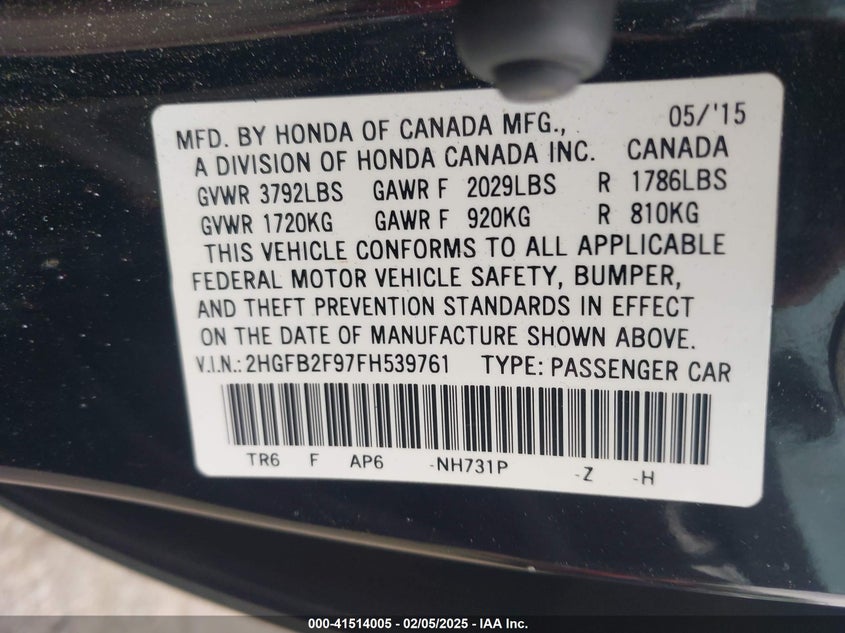 MFD. BY HONDA OF CANADA MFG., 05/'15
A DIVISION OF HONDA CANADA INC. CANADA
GVWR 3792LBS GAWR F 2029LBS R 1786LBS
GVWR 1720KG GAWR F 920KG R 810KG
THIS VEHICLE CONFORMS TO ALL APPLICABLE
FEDERAL MOTOR VEHICLE SAFETY, BUMPER,
AND THEFT PREVENTION STANDARDS IN EFFECT
ON THE DATE OF MANUFACTURE SHOWN ABOVE.
V.I.N.: 2HGFB2F97FH539761 TYPE: PASSENGER CAR
TR6 F AP6 -NH731P -Z -H
000-41514005 - 02/05/2025 - IAA Inc.